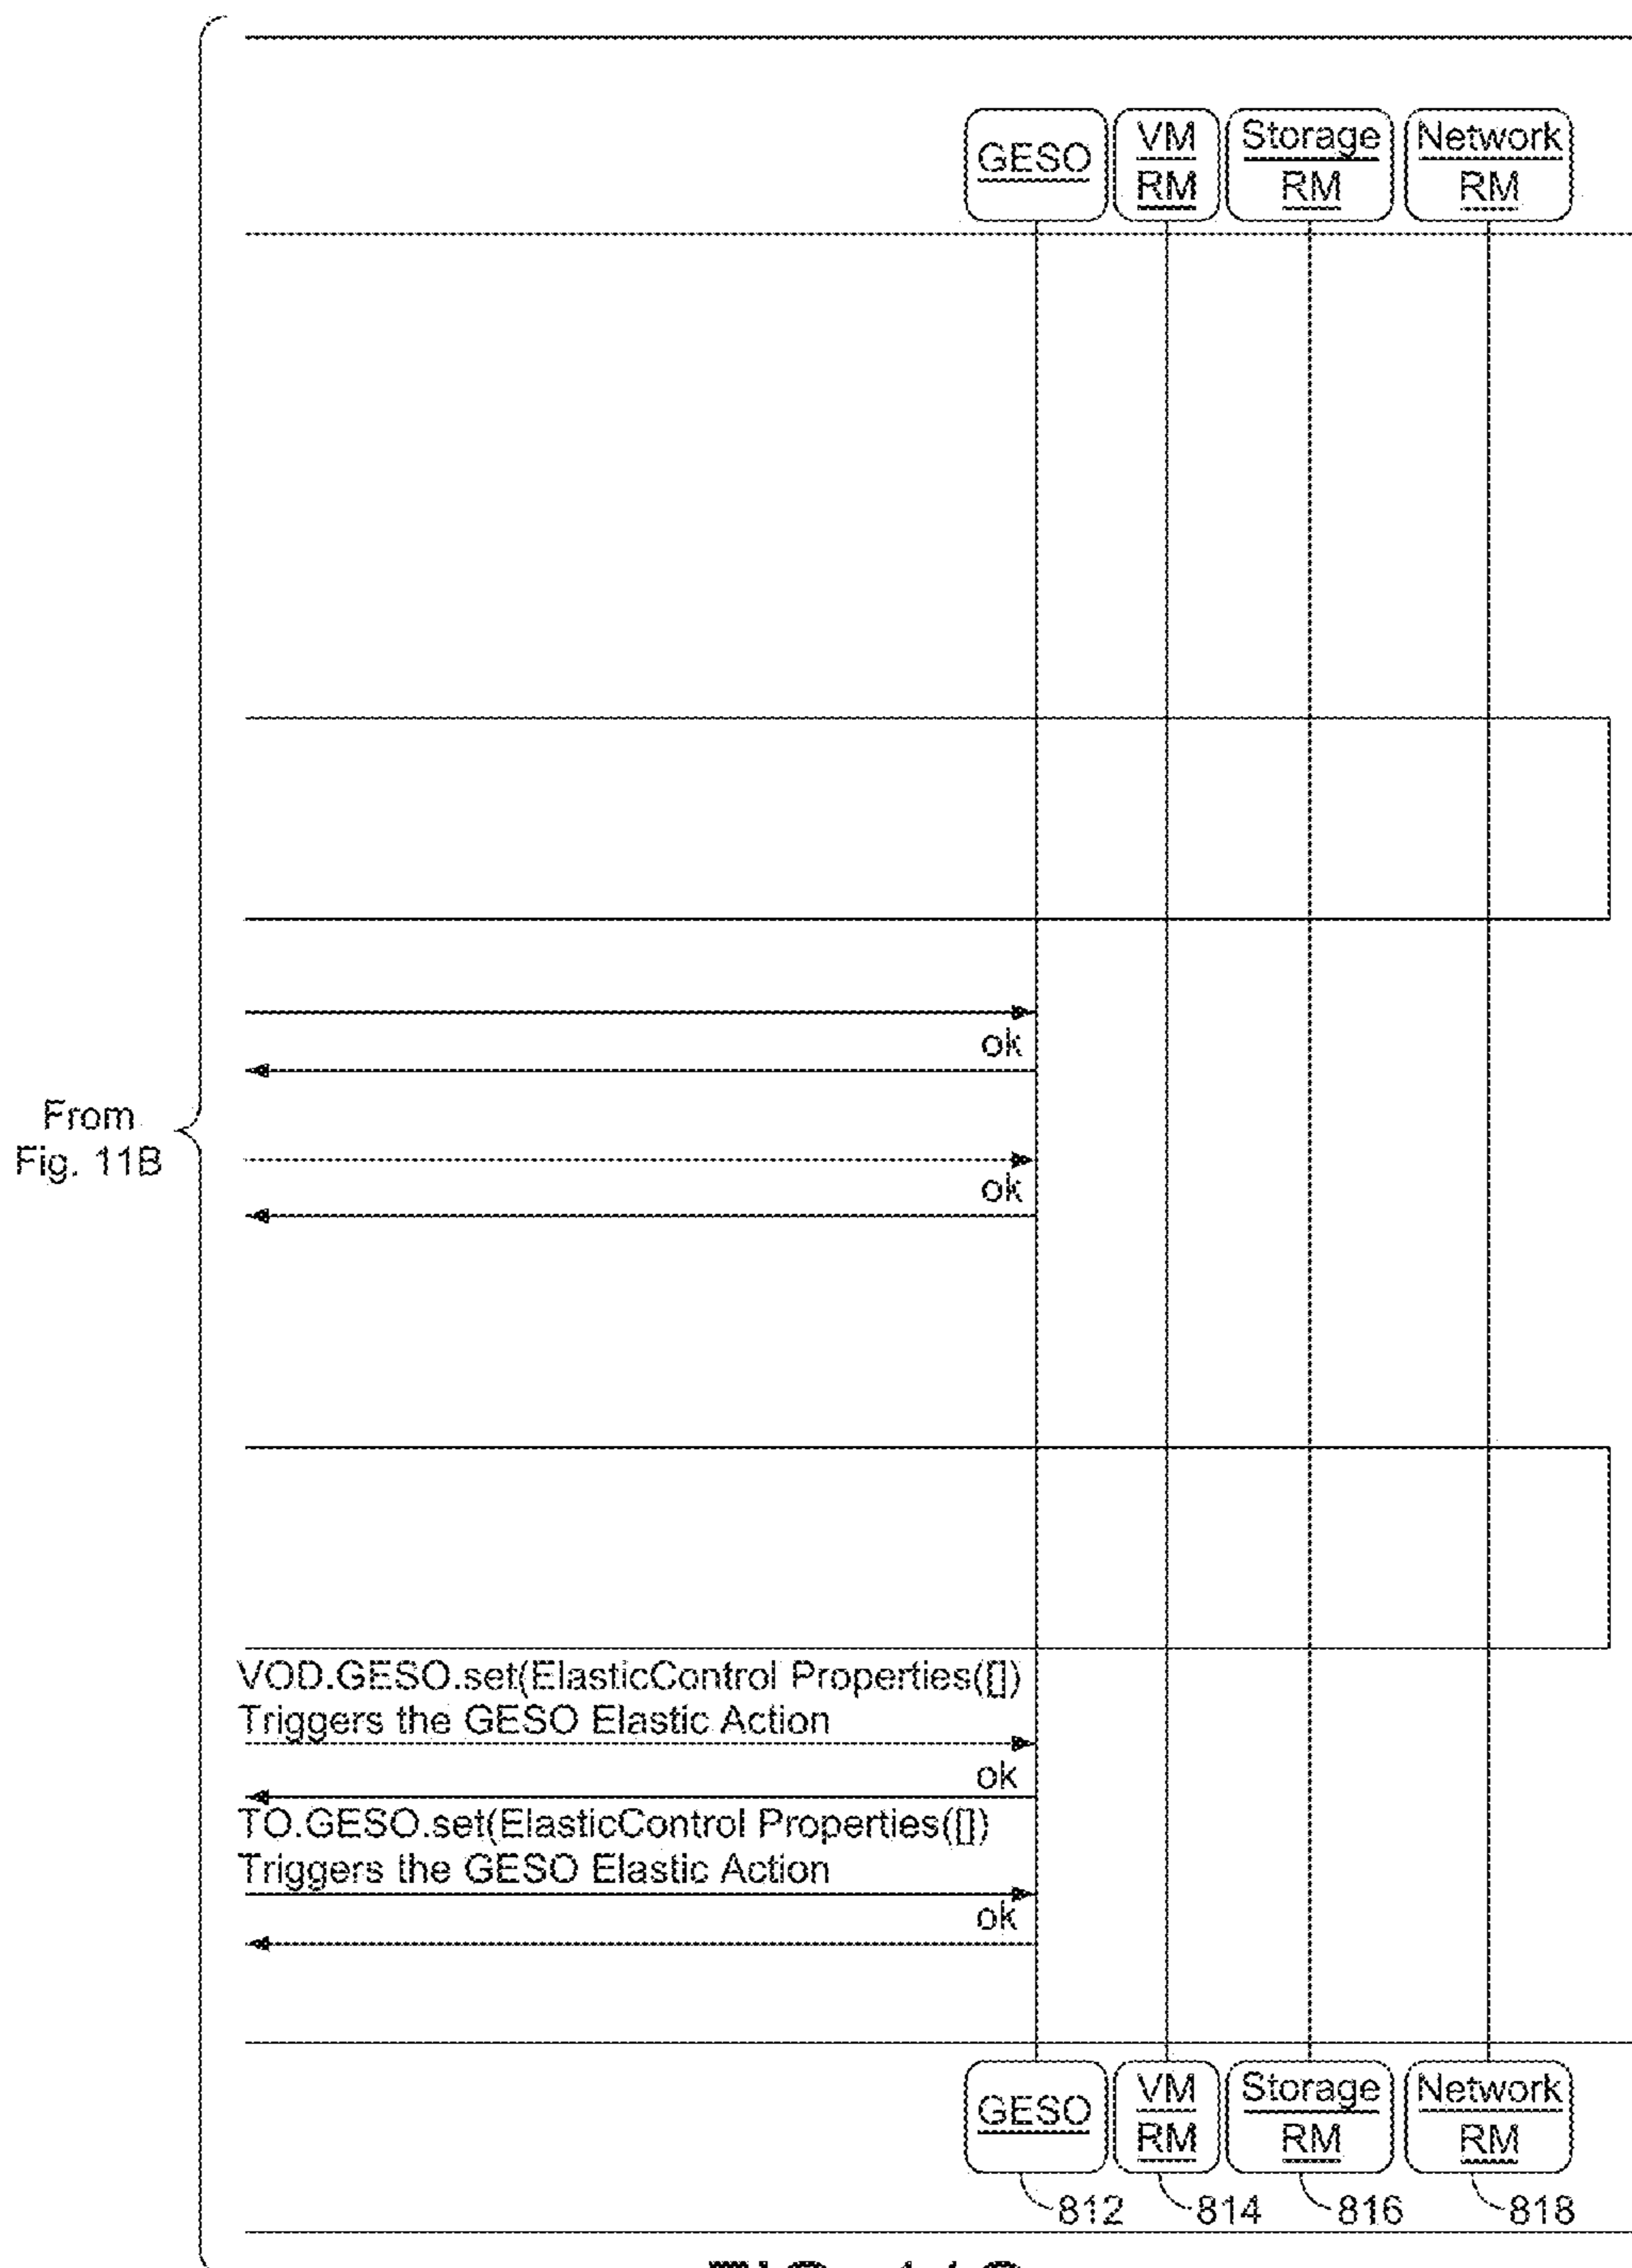 GESO
VM
RM
Storage
RM
Network
RM
ok
From
Fig. 11B
ok
VOD.GESO.set(ElasticControl Properties([])
Triggers the GESO Elastic Action
ok
TO.GESO.set(ElasticControl Properties([])
Triggers the GESO Elastic Action
ok
GESO
VM
RM
Storage
RM
Network
RM
812
814
816
818